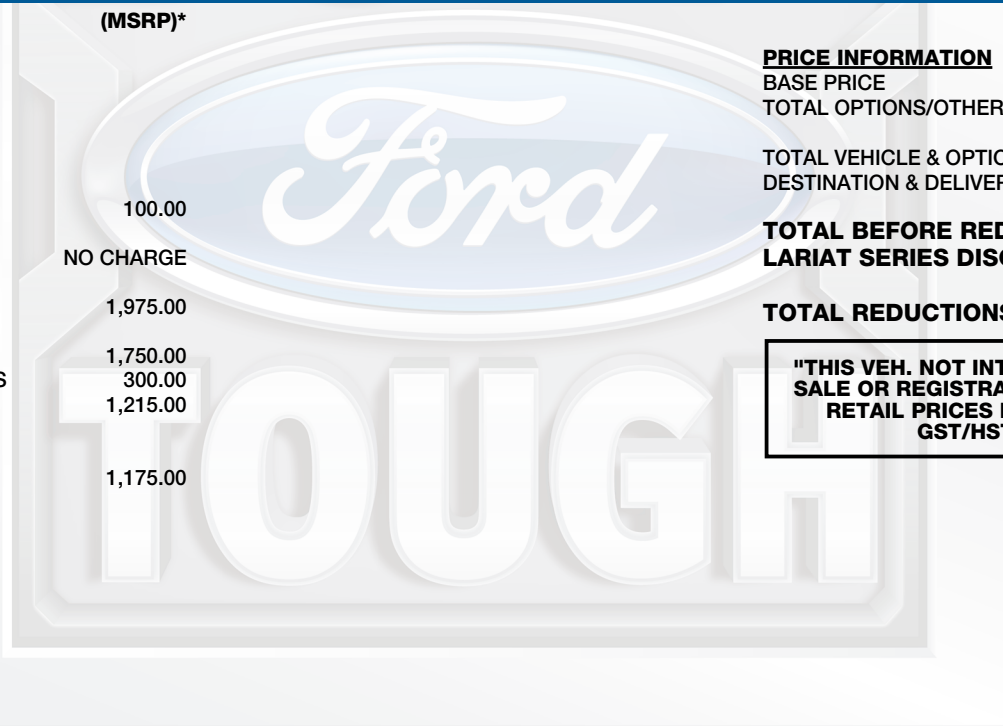 (MSRP)*
100.00
NO CHARGE
1,975.00
1,750.00
S 300.00
1,215.00
1,175.00
Ford
TOUGH
PRICE INFORMATION
BASE PRICE
TOTAL OPTIONS/OTHER
TOTAL VEHICLE & OPTIO
DESTINATION & DELIVER
TOTAL BEFORE RED
LARIAT SERIES DISC
TOTAL REDUCTIONS
"THIS VEH. NOT INT
SALE OR REGISTRA
RETAIL PRICES
GST/HST